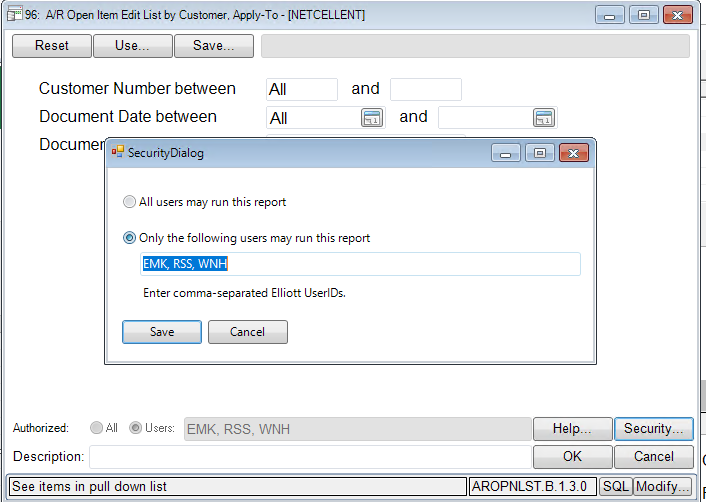 96: A/R Open Item Edit List by Customer, Apply-To - [NETCELLENT]
Reset Use... Save...
Customer Number between All and
Document Date between All and
Documen
SecurityDialog
All users may run this report
Only the following users may run this report
EMK, RSS, WNH
Enter comma-separated Elliott UserIDs.
Save Cancel
Authorized: All Users: EMK, RSS, WNH Help... Security...
Description: OK Cancel
See items in pull down list AROPNLST.B.1.3.0 SQL Modify...